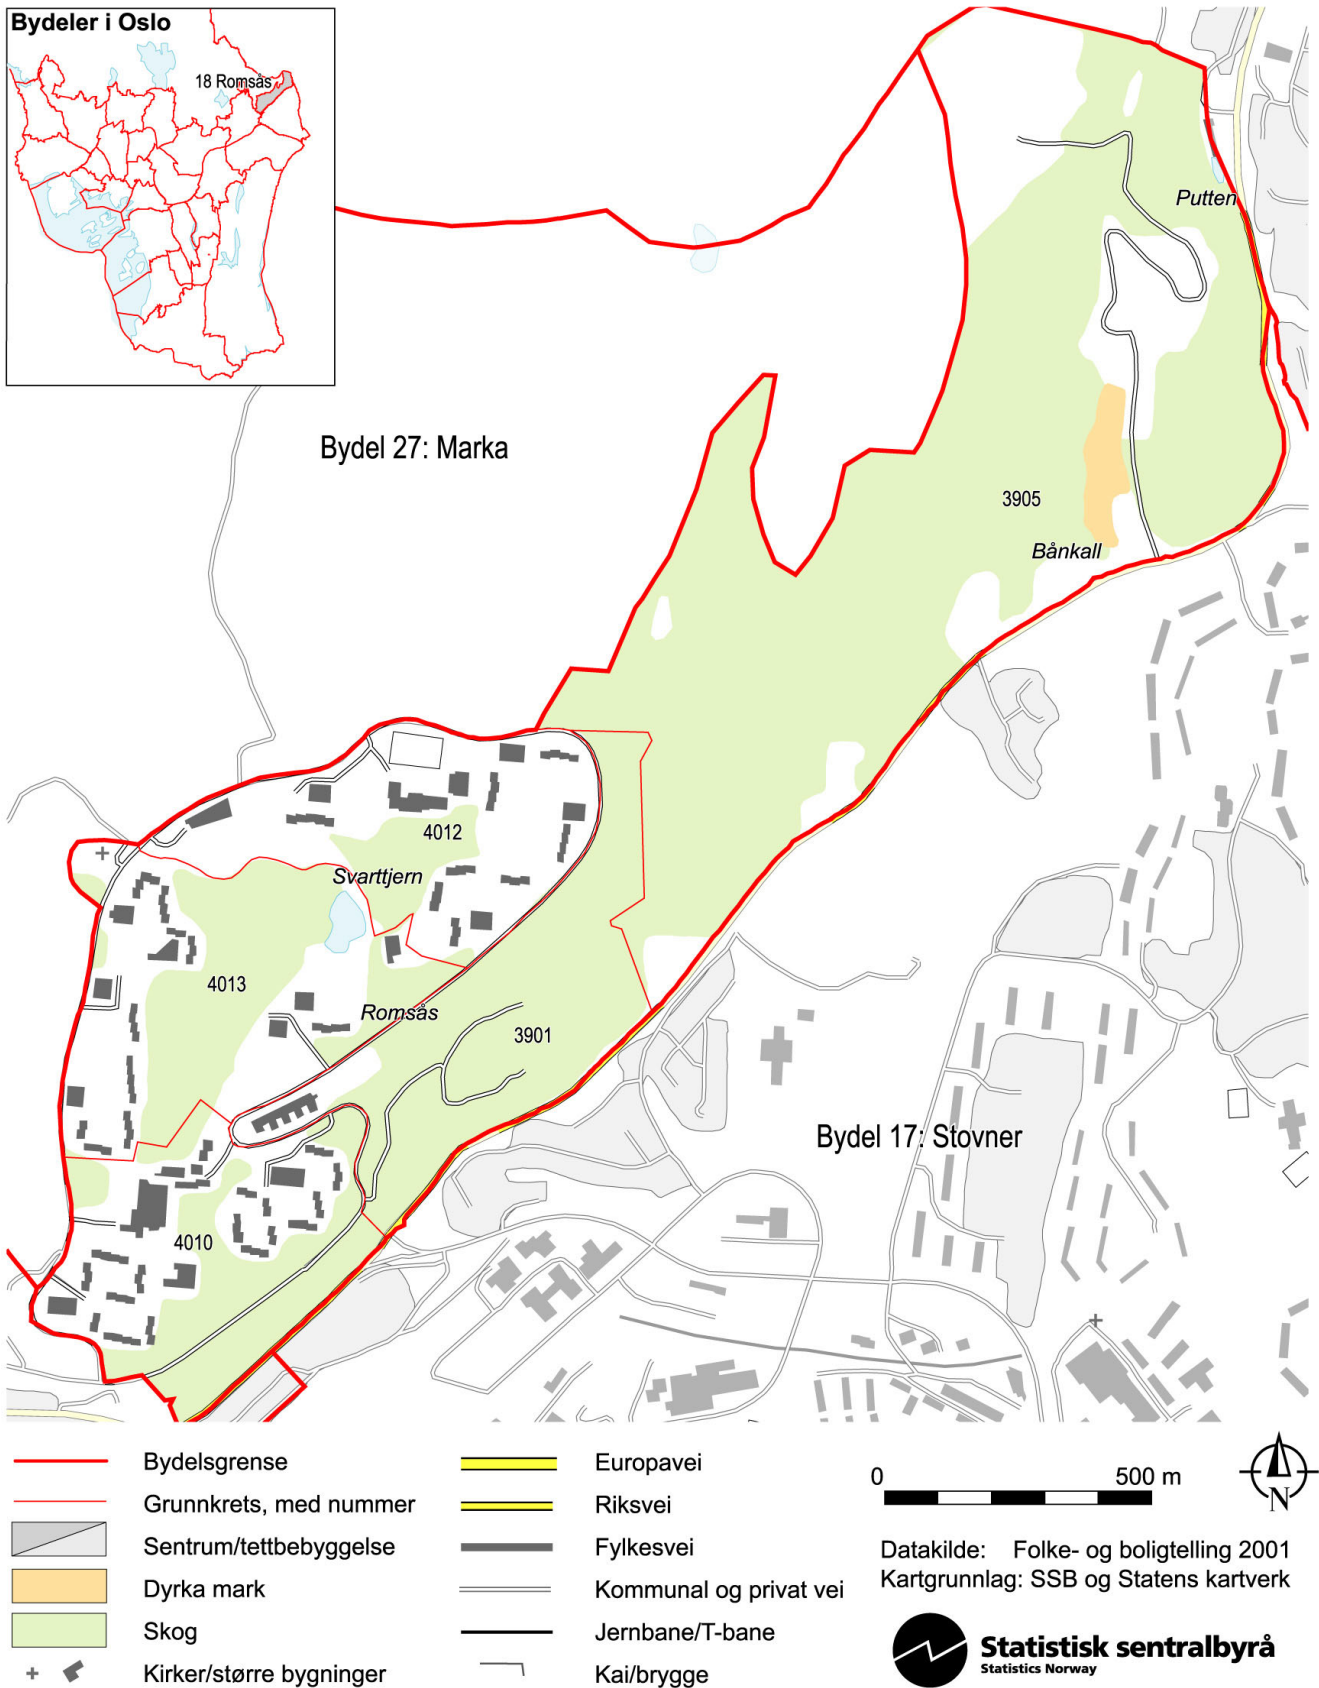 Bydeler i Oslo
18 Romsås
Putten
Bydel 27: Marka
3905
Bånkall
4012
Svarttjern
4013
Romsås
3901
Bydel 17: Stovner
4010
Bydelsgrense
Grunnkrets, med nummer
Sentrum/tettbebyggelse
Dyrka mark
Skog
Kirker/større bygninger
Europavei
Riksvei
Fylkesvei
Kommunal og privat vei
Jernbane/T-bane
Kai/brygge
0 500 m
N
Datakilde: Folke- og boligtelling 2001
Kartgrunnlag: SSB og Statens kartverk
Statistisk sentralbyrå
Statistics Norway